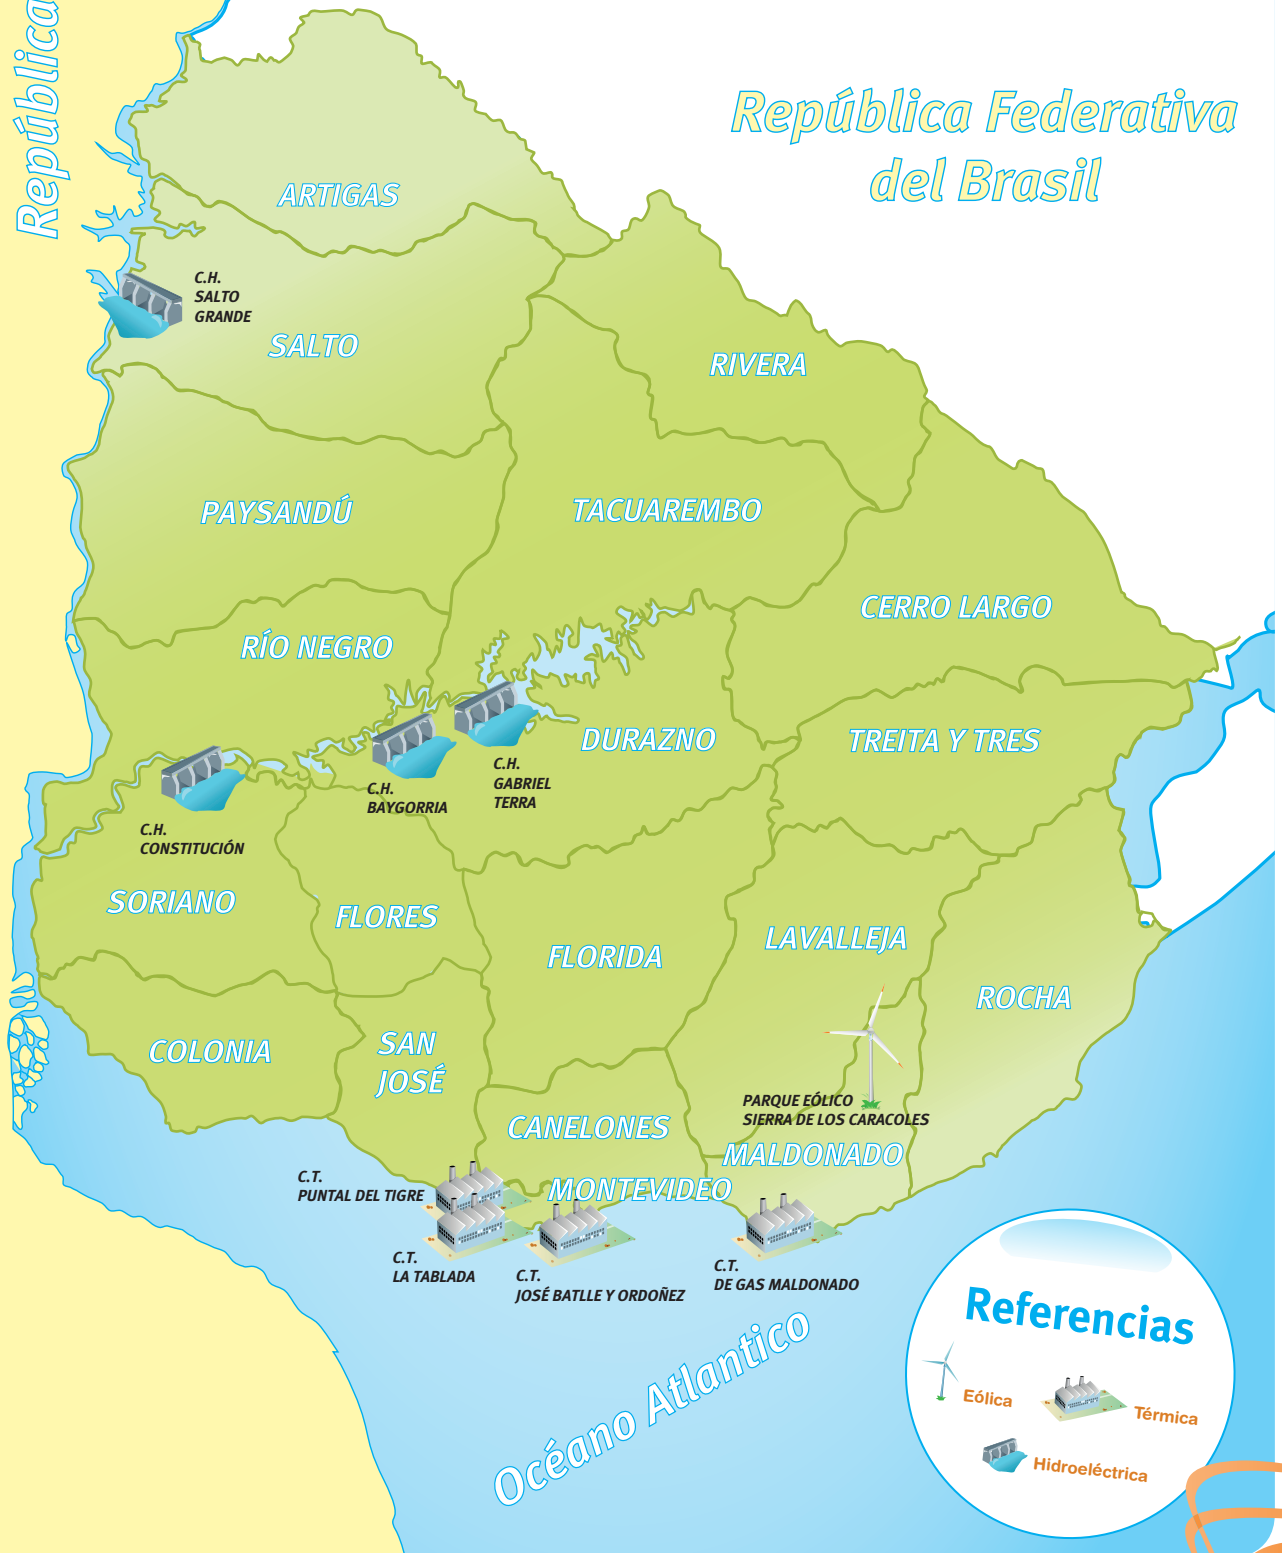 República
República Federativa
del Brasil
ARTIGAS
C.H.
SALTO
GRANDE
SALTO
RIVERA
PAYSANDÚ
TACUAREMBO
CERRO LARGO
RÍO NEGRO
DURAZNO
TREITA Y TRES
C.H.
GABRIEL
TERRA
C.H.
BAYGORRIA
C.H.
CONSTITUCIÓN
SORIANO
FLORES
FLORIDA
LAVALLEJA
ROCHA
COLONIA
SAN
JOSÉ
PARQUE EÓLICO
SIERRA DE LOS CARACOLES
CANELONES
MALDONADO
MONTEVIDEO
C.T.
PUNTAL DEL TIGRE
C.T.
LA TABLADA
C.T.
JOSÉ BATLLE Y ORDOÑEZ
C.T.
DE GAS MALDONADO
Océano Atlantico
Referencias
Eólica
Térmica
Hidroeléctrica